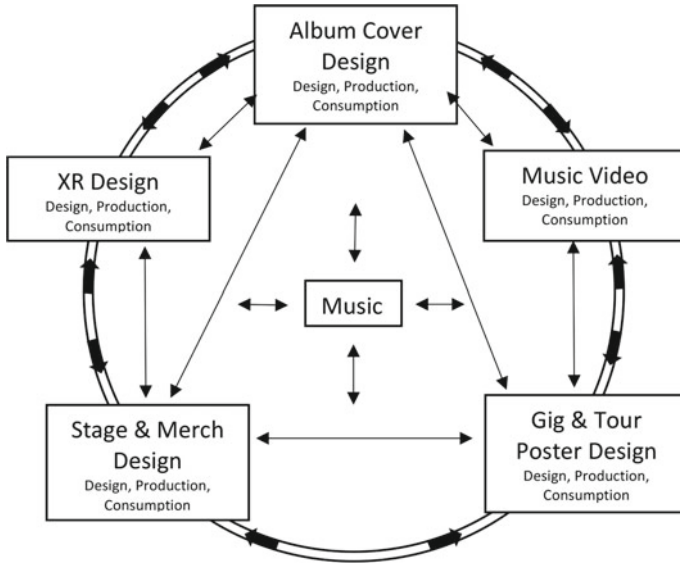 Album Cover
Design
Design, Production,
Consumption
XR Design
Design, Production,
Consumption
Music Video
Design, Production,
Consumption
Music
Stage & Merch
Design
Design, Production,
Consumption
Gig & Tour
Poster Design
Design, Production,
Consumption